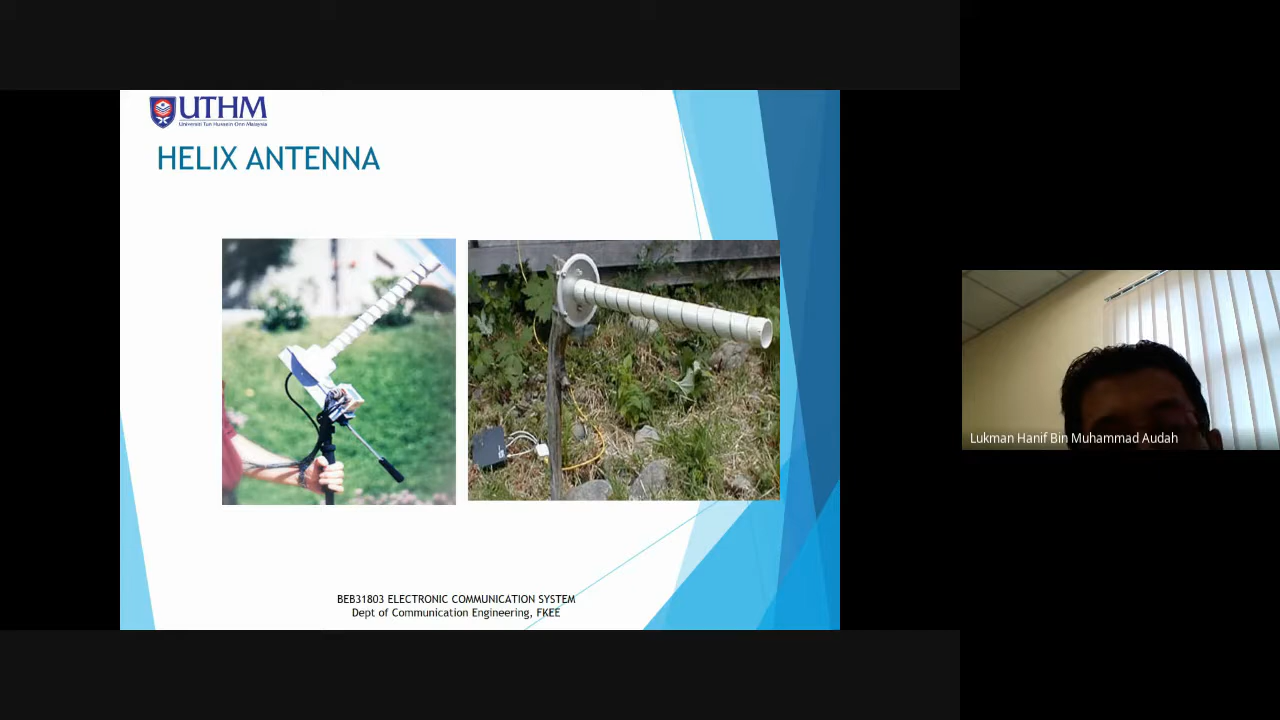 UTHM
Universiti Tun Hussein Onn Malaysia
HELIX ANTENNA
BEB31803 ELECTRONIC COMMUNICATION SYSTEM
Dept of Communication Engineering, FKEE
Lukman Hanif Bin Muhammad Audah